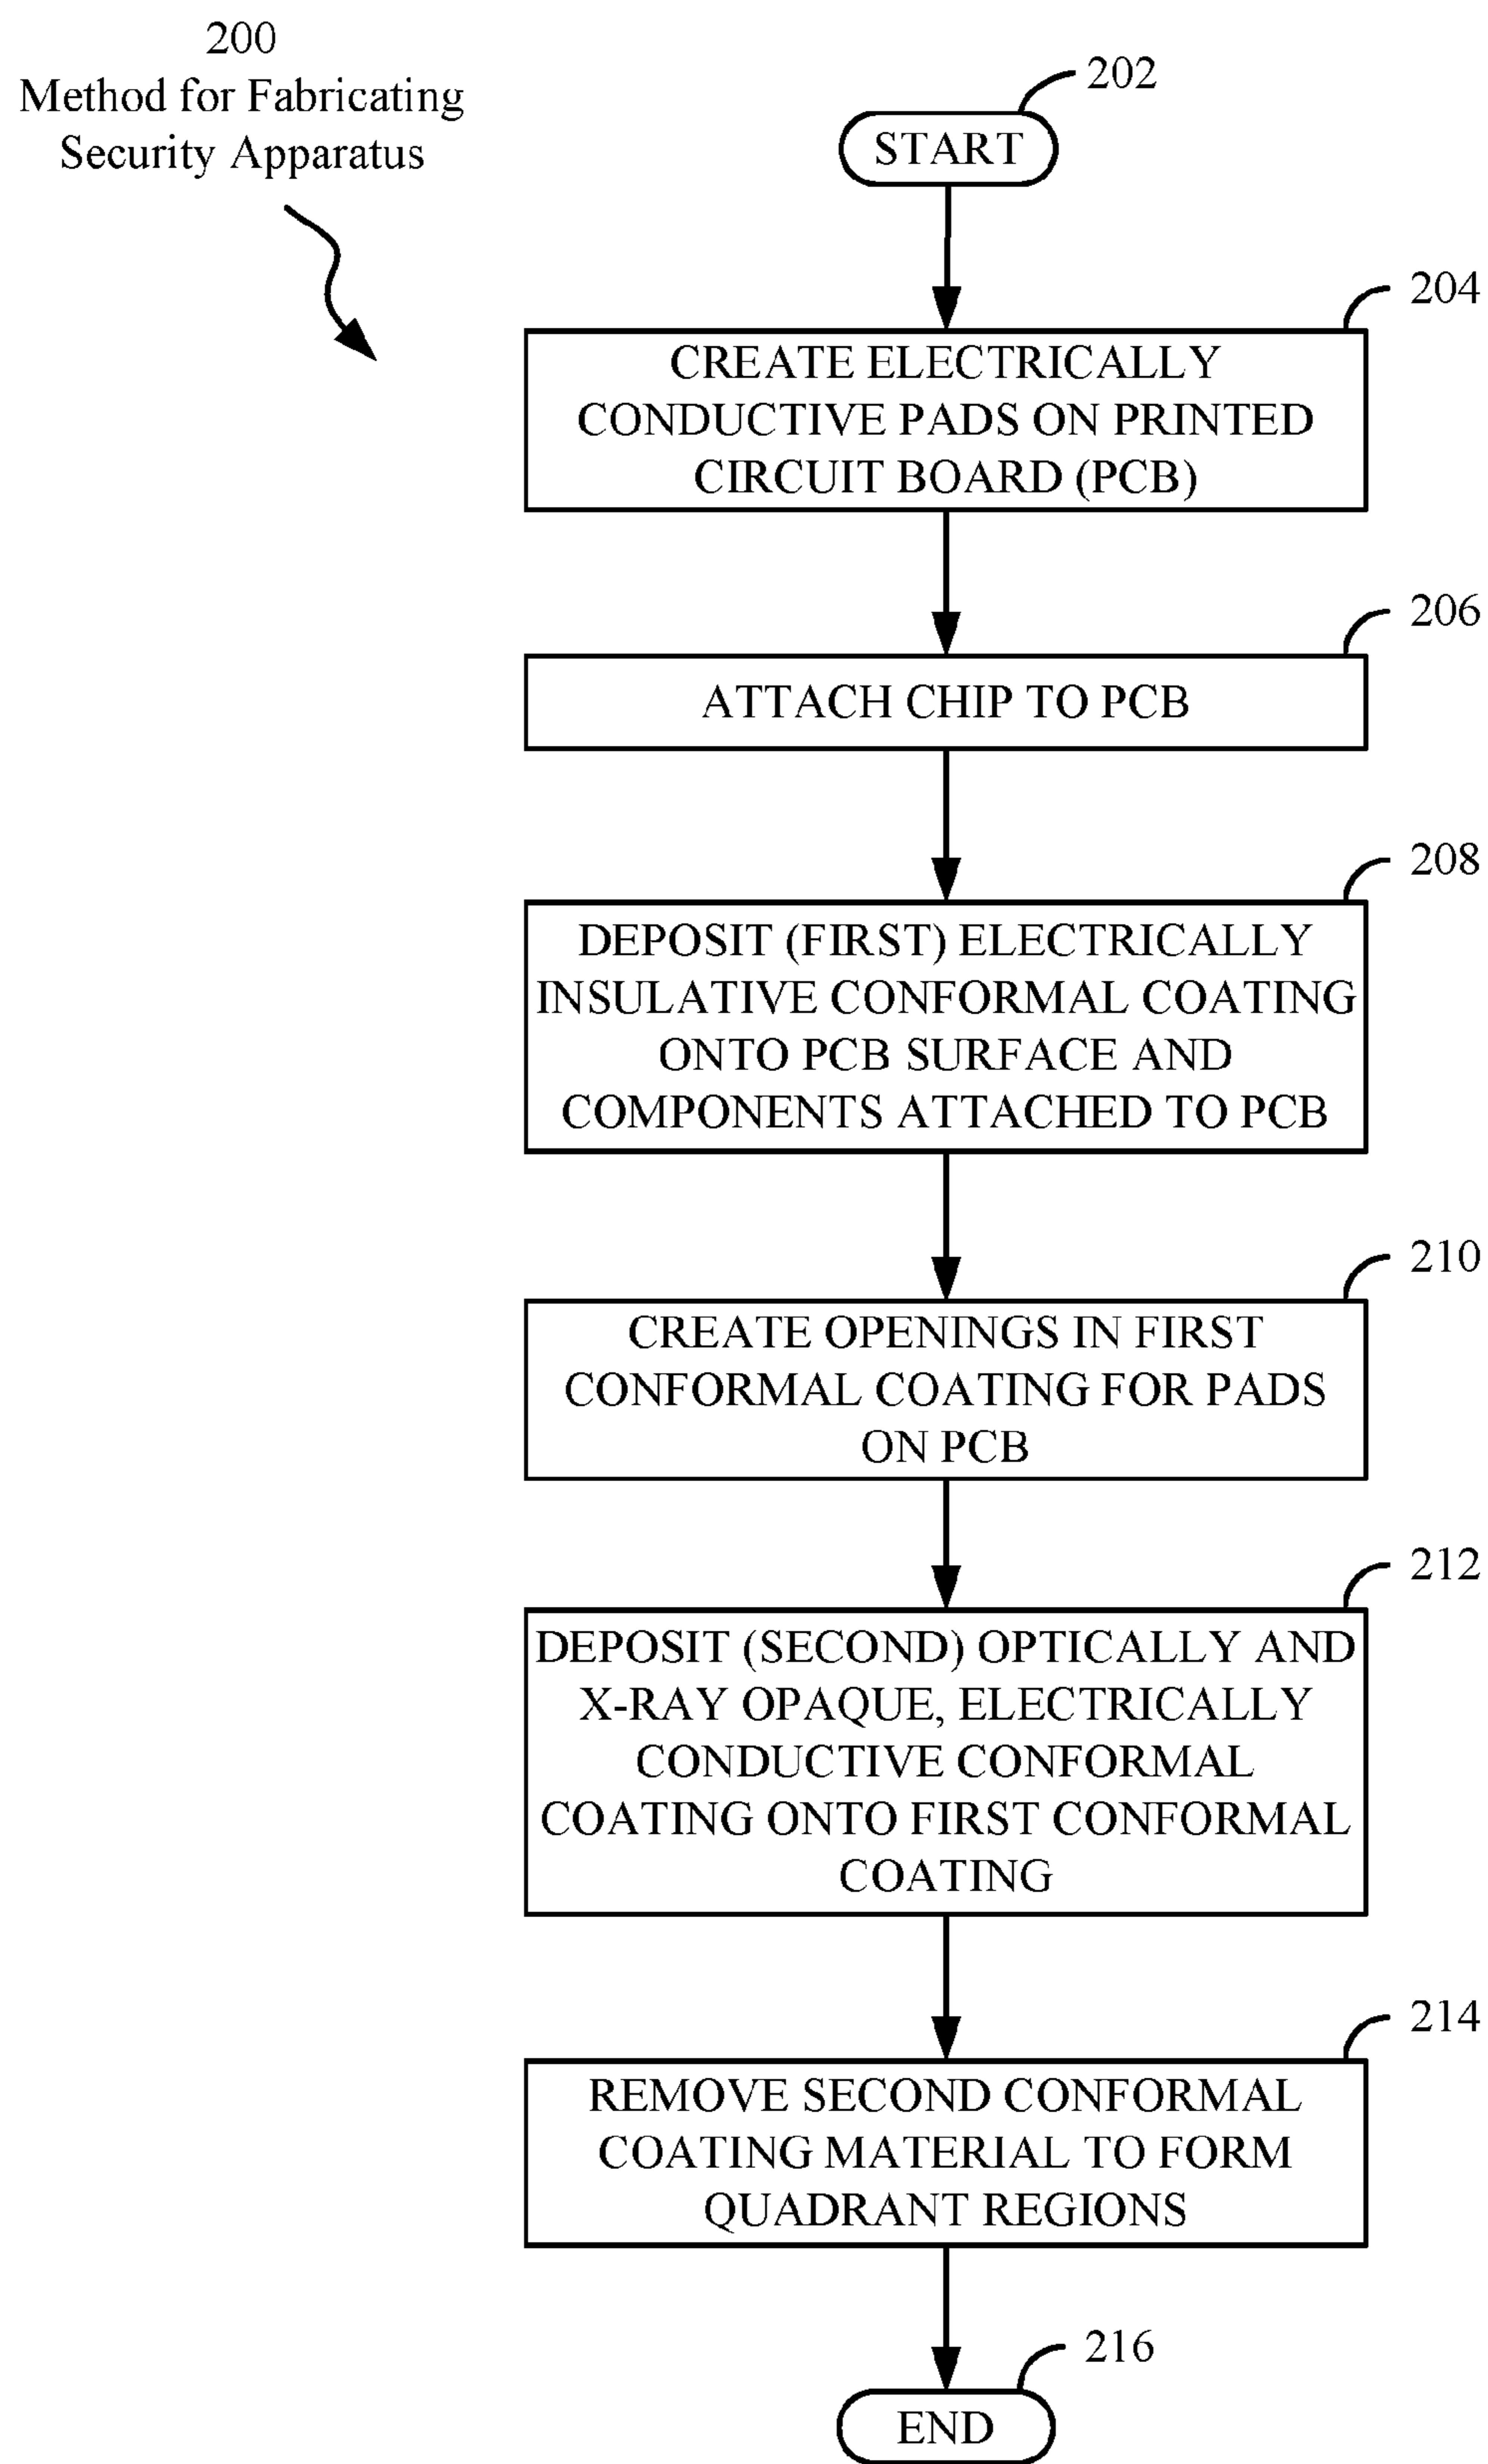 200
Method for Fabricating
Security Apparatus
202
START
204
CREATE ELECTRICALLY
CONDUCTIVE PADS ON PRINTED
CIRCUIT BOARD (PCB)
206
ATTACH CHIP TO PCB
208
DEPOSIT (FIRST) ELECTRICALLY
INSULATIVE CONFORMAL COATING
ONTO PCB SURFACE AND
COMPONENTS ATTACHED TO PCB
210
CREATE OPENINGS IN FIRST
CONFORMAL COATING FOR PADS
ON PCB
212
DEPOSIT (SECOND) OPTICALLY AND
X-RAY OPAQUE, ELECTRICALLY
CONDUCTIVE CONFORMAL
COATING ONTO FIRST CONFORMAL
COATING
214
REMOVE SECOND CONFORMAL
COATING MATERIAL TO FORM
QUADRANT REGIONS
216
END